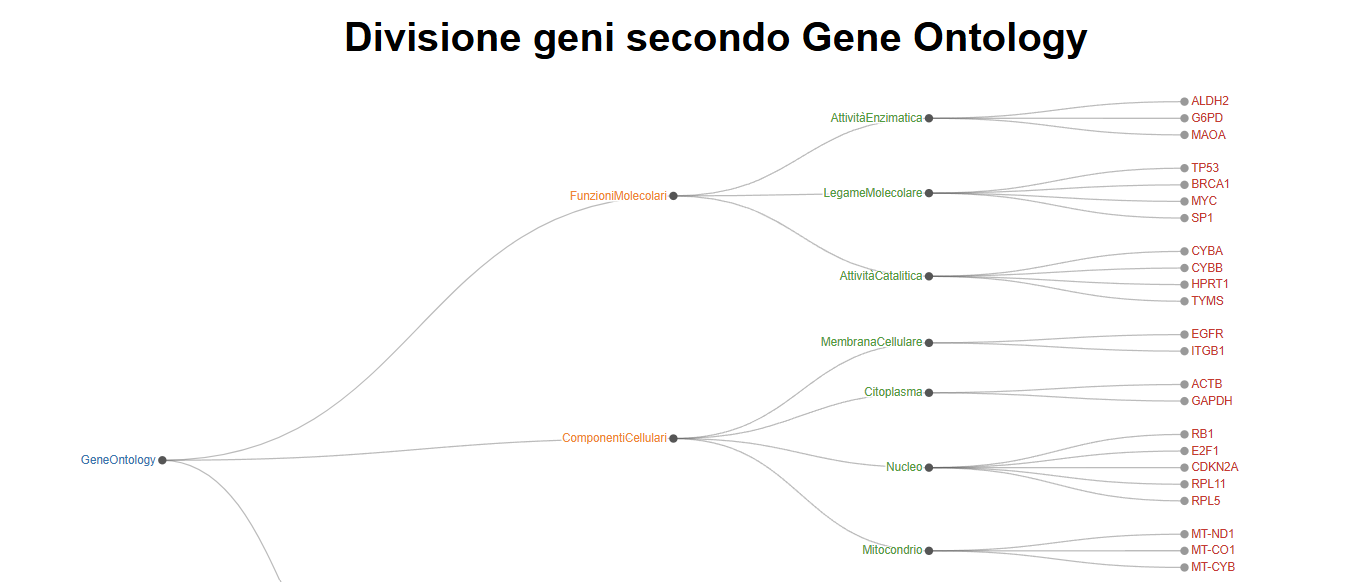 Divisione geni secondo Gene Ontology
GeneOntology
FunzioniMolecolari
AttivitàEnzimatica
ALDH2
G6PD
MAOA
LegameMolecolare
TP53
BRCA1
MYC
SP1
AttivitàCatalitica
CYBA
CYBB
HPRT1
TYMS
ComponentiCellulari
MembranaCellulare
EGFR
ITGB1
Citoplasma
ACTB
GAPDH
Nucleo
RB1
E2F1
CDKN2A
RPL11
RPL5
Mitocondrio
MT-ND1
MT-CO1
MT-CYB